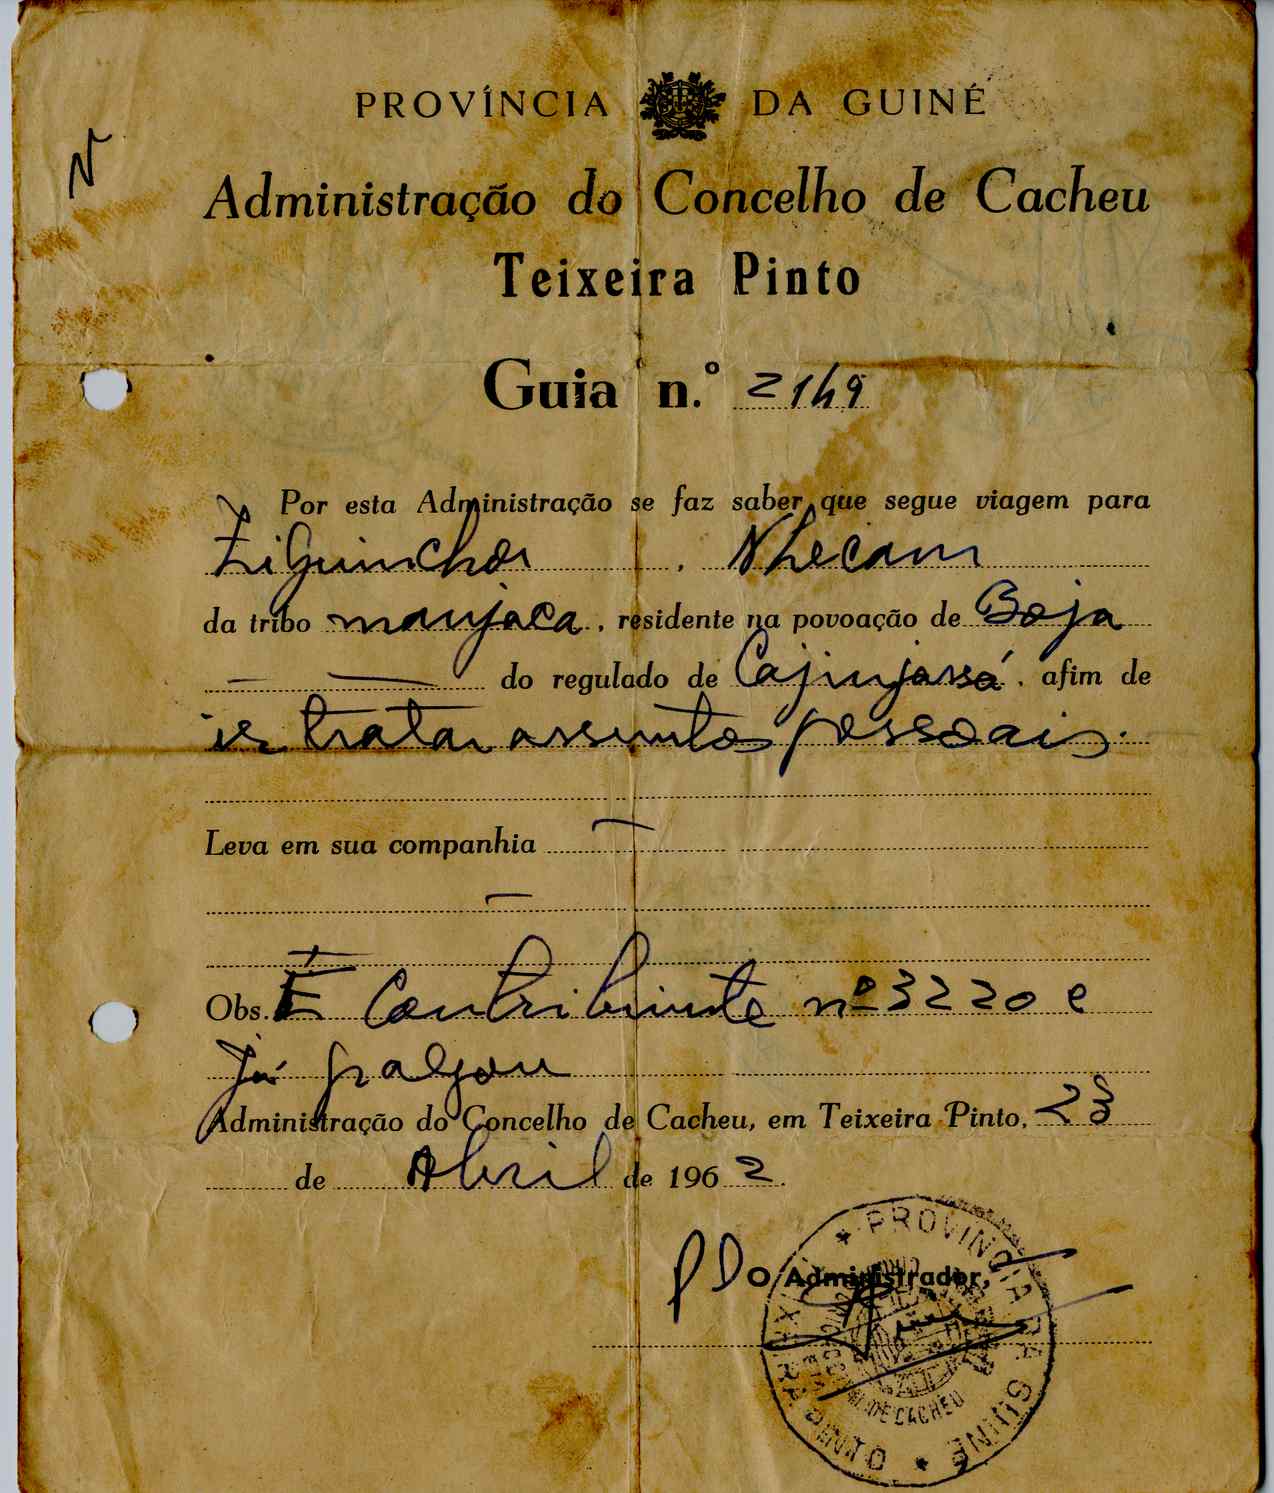 PROVÍNCIA DA GUINÉ
Administração do Concelho de Cacheu
Teixeira Pinto
Guia n.º 2149
Por esta Administração se faz saber que segue viagem para
Ziguinchor, Nhecam
da tribo manjaca, residente na povoação de Boja
— — do regulado de Cajinjassá, afim de
ir tratar assuntos pessoais.
Leva em sua companhia —
—
Obs. É Contribuinte nº 3220 e
já pagou
Administração do Concelho de Cacheu, em Teixeira Pinto, 23
de Abril de 1962.
P/ O Administrador,
PROVINCIA DA GUINÉ
TEIXEIRA PINTO
DE CACHEU